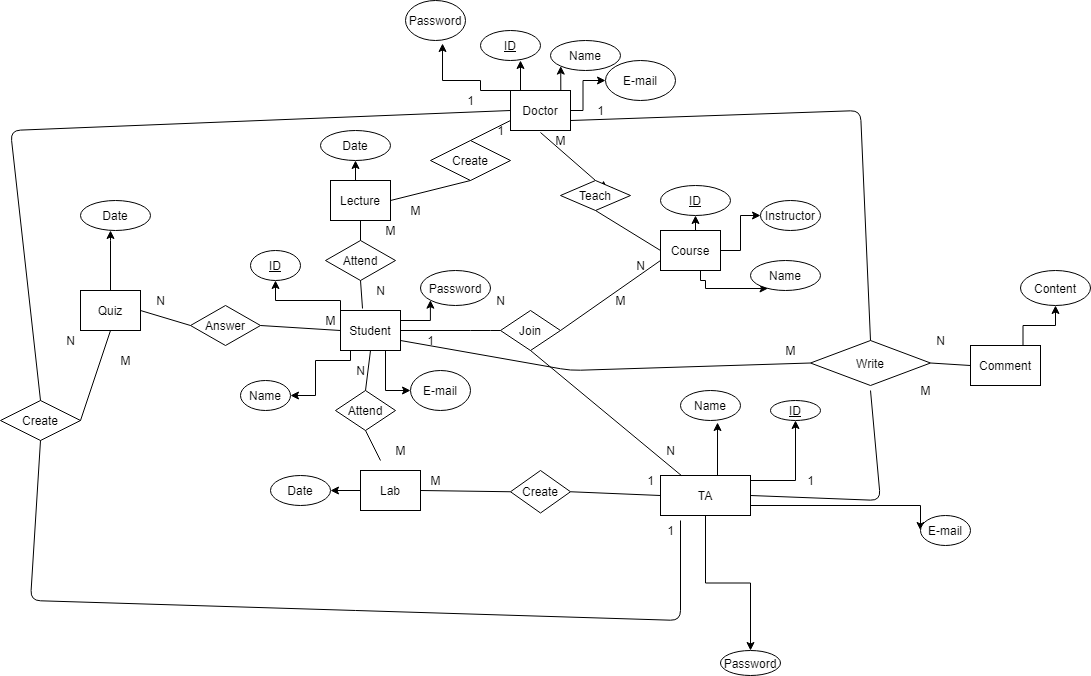 Password
ID
Name
E-mail
1
Doctor
1
1
M
Date
Create
Lecture
M
Teach
ID
Instructor
Date
M
Attend
Course
N
Name
ID
Password
Content
N
N
N
M
Quiz
M
Answer
Student
Join
1
N
M
N
M
Write
Comment
N
M
Name
E-mail
Name
ID
Create
Attend
M
N
Date
Lab
M
Create
1
TA
1
1
E-mail
Password